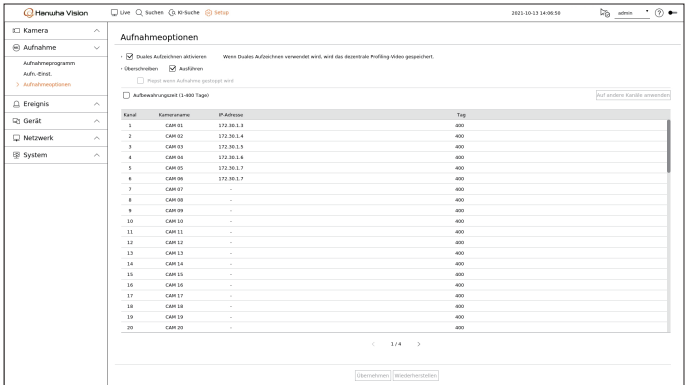 Hanwha Vision
Live Suchen KI-Suche Setup
2021-10-13 14:06:50
admin
Kamera
Aufnahme
Aufnahmeprogramm
Aufn.-Einst.
Aufnahmeoptionen
Ereignis
Gerät
Netzwerk
System
Aufnahmeoptionen
Duales Aufzeichnen aktivieren Wenn Duales Aufzeichnen verwendet wird, wird das dezentrale Profiling-Video gespeichert.
Überschreiben Ausführen
Piepst wenn Aufnahme gestoppt wird
Aufbewahrungszeit (1-400 Tage)
Auf andere Kanäle anwenden
Kanal Kameraname IP-Adresse Tag
1 CAM 01 172.30.1.3 400
2 CAM 02 172.30.1.4 400
3 CAM 03 172.30.1.5 400
4 CAM 04 172.30.1.6 400
5 CAM 05 172.30.1.7 400
6 CAM 06 172.30.1.7 400
7 CAM 07 - 400
8 CAM 08 - 400
9 CAM 09 - 400
10 CAM 10 - 400
11 CAM 11 - 400
12 CAM 12 - 400
13 CAM 13 - 400
14 CAM 14 - 400
15 CAM 15 - 400
16 CAM 16 - 400
17 CAM 17 - 400
18 CAM 18 - 400
19 CAM 19 - 400
20 CAM 20 - 400
1 / 4
Übernehmen Wiederherstellen